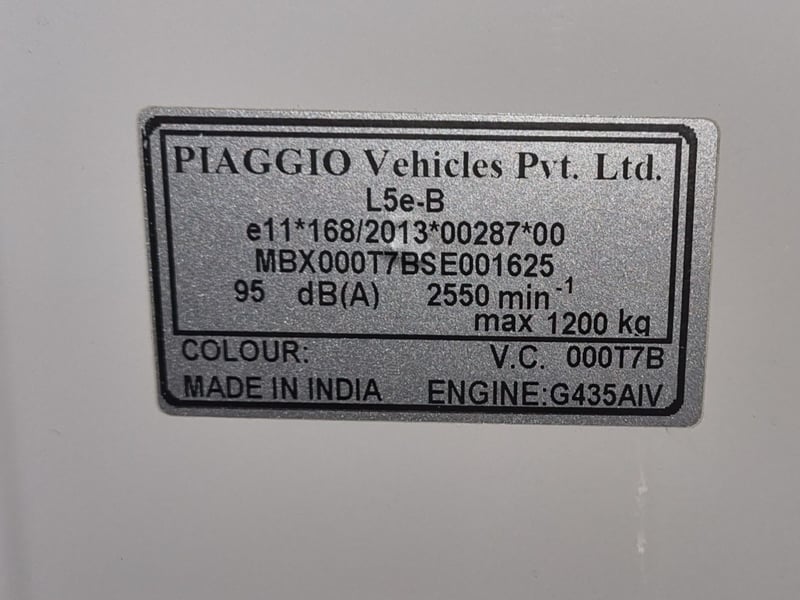 PIAGGIO Vehicles Pvt. Ltd.
L5e-B
e11*168/2013*00287*00
MBX000T7BSE001625
95 dB(A) 2550 min-1
max 1200 kg
COLOUR: V.C. 000T7B
MADE IN INDIA ENGINE:G435AIV